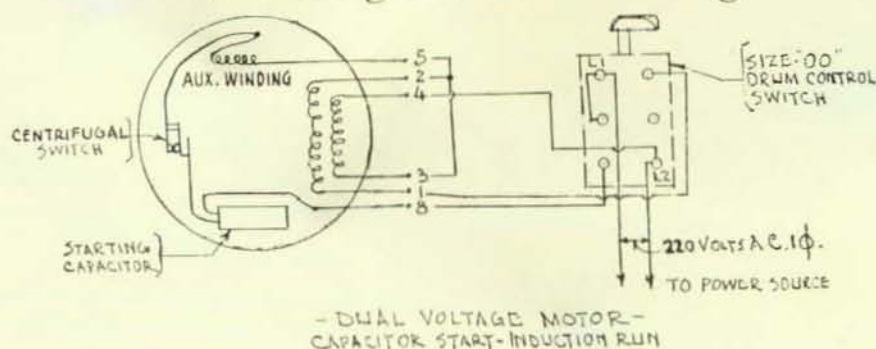 AUX. WINDING
CENTRIFUGAL
SWITCH
STARTING
CAPACITOR
5
2
4
3
1
8
L1
L2
SIZE-"00"
DRUM CONTROL
SWITCH
220 VOLTS A.C. 1ϕ.
TO POWER SOURCE
- DUAL VOLTAGE MOTOR -
CAPACITOR START-INDUCTION RUN